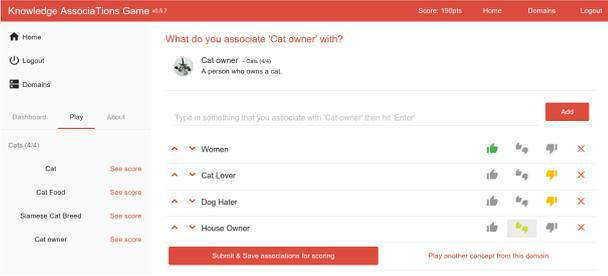 Knowledge AssociaTions Game v0.5.7
Score: 190pts Home Domains Logout
Home
Logout
Domains
Dashboard Play About
Cats (4/4)
Cat See score
Cat Food See score
Siamese Cat Breed See score
Cat owner See score
What do you associate 'Cat owner' with?
Cat owner - Cats (4/4)
A person who owns a cat.
Type in something that you associate with 'Cat owner' then hit 'Enter'
Add
Women
Cat Lover
Dog Hater
House Owner
Submit & Save associations for scoring
Play another concept from this domain